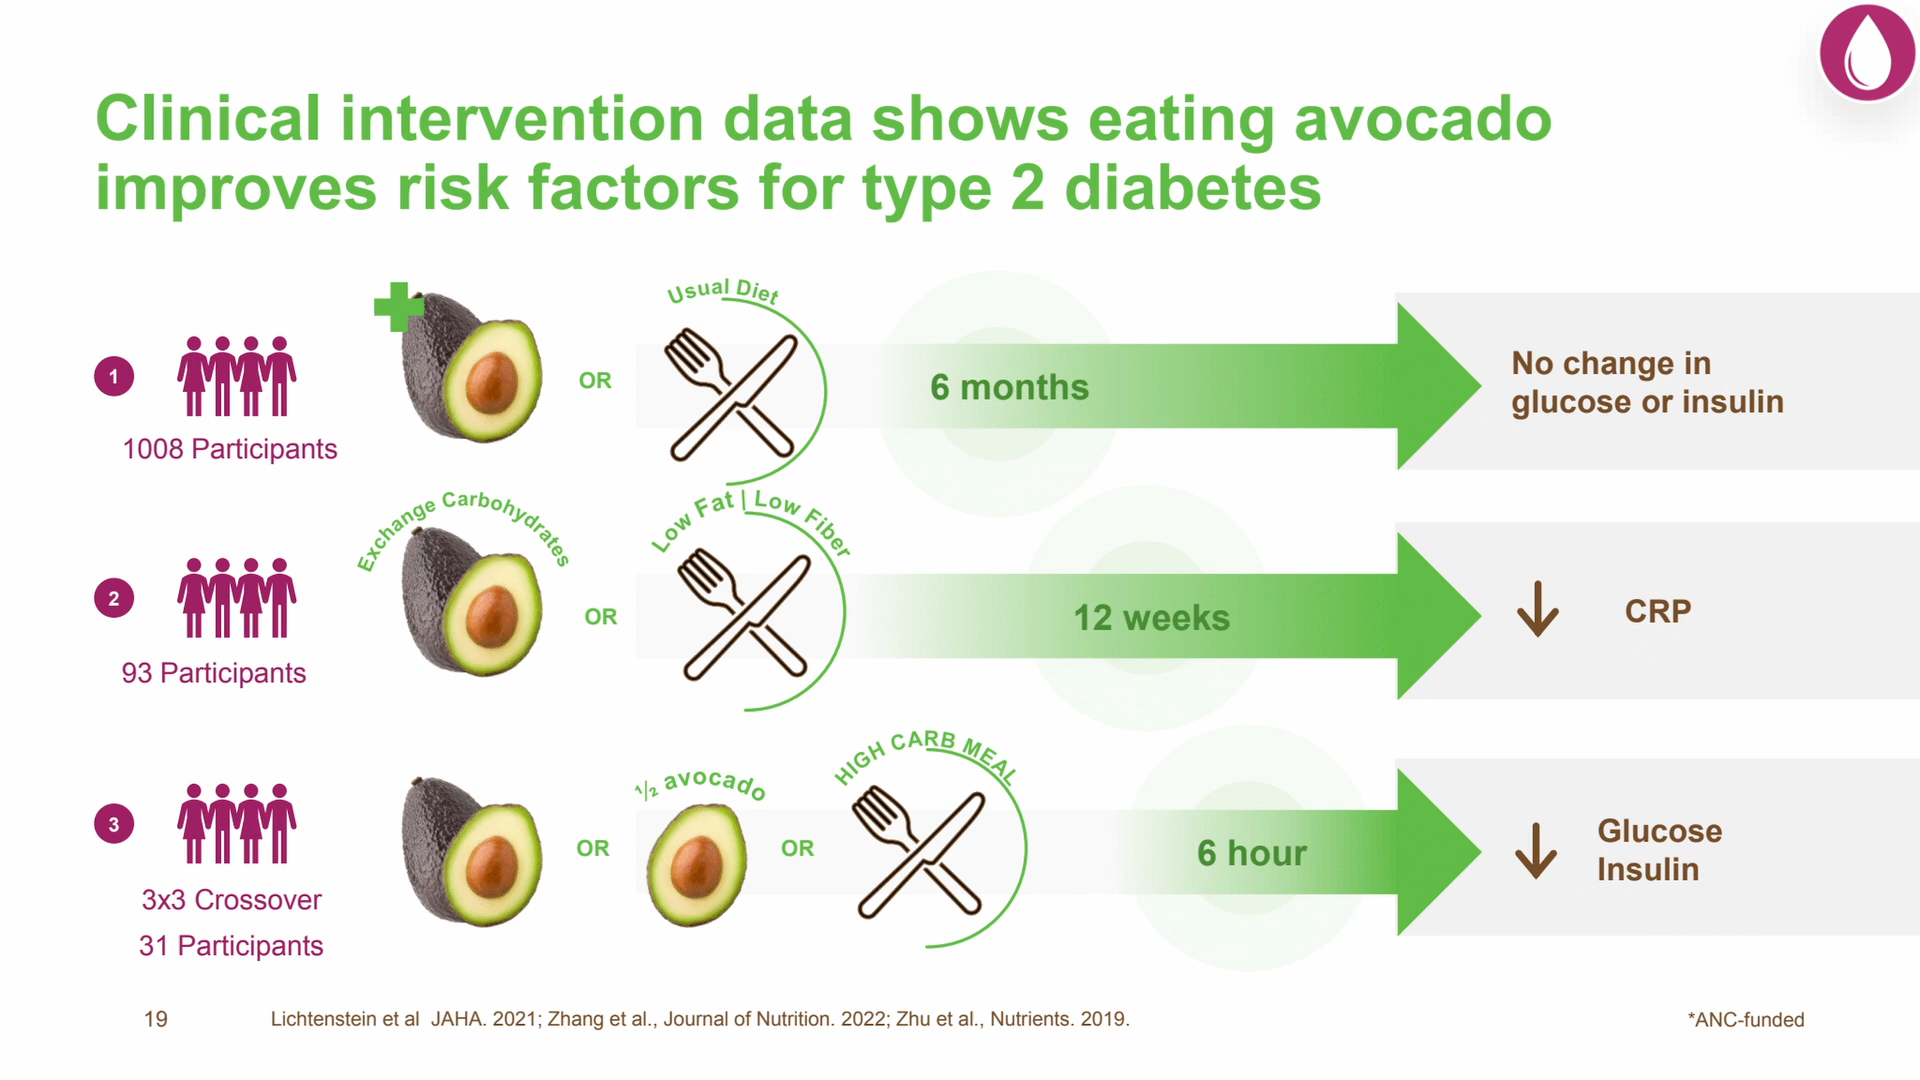 Clinical intervention data shows eating avocado
improves risk factors for type 2 diabetes
1
1008 Participants
OR
Usual Diet
6 months
No change in
glucose or insulin
2
93 Participants
Exchange Carbohydrates
OR
Low Fat | Low Fiber
12 weeks
CRP
3
3x3 Crossover
31 Participants
OR
½ avocado
OR
HIGH CARB MEAL
6 hour
Glucose
Insulin
19
Lichtenstein et al JAHA. 2021; Zhang et al., Journal of Nutrition. 2022; Zhu et al., Nutrients. 2019.
*ANC-funded